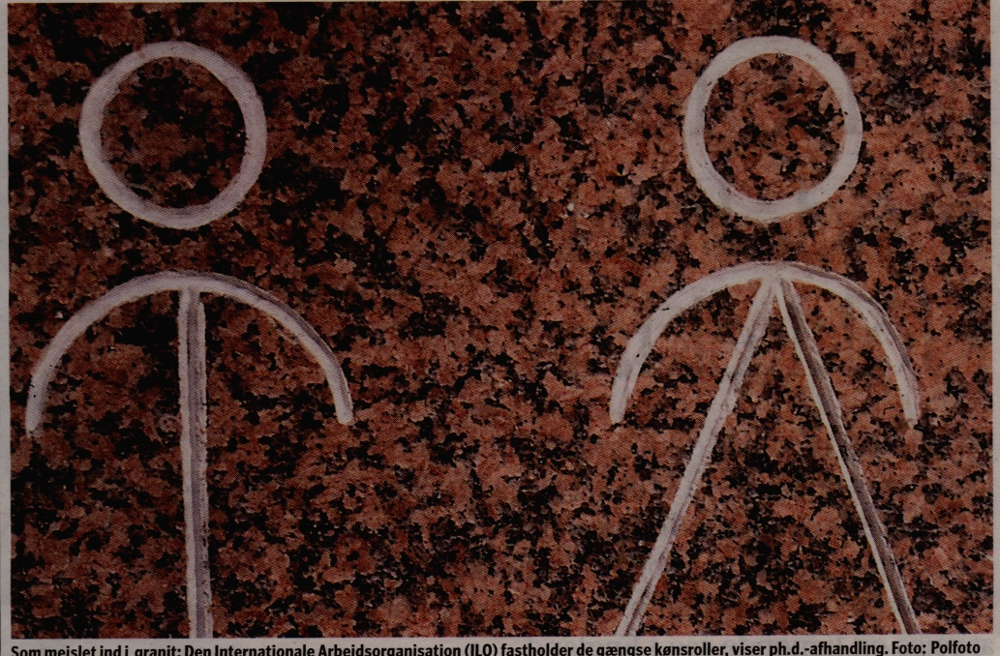 Som mejslet ind i granit: Den Internationale Arbejdsorganisation (ILO) fastholder de gængse kønsroller, viser ph.d.-afhandling. Foto: Polfoto